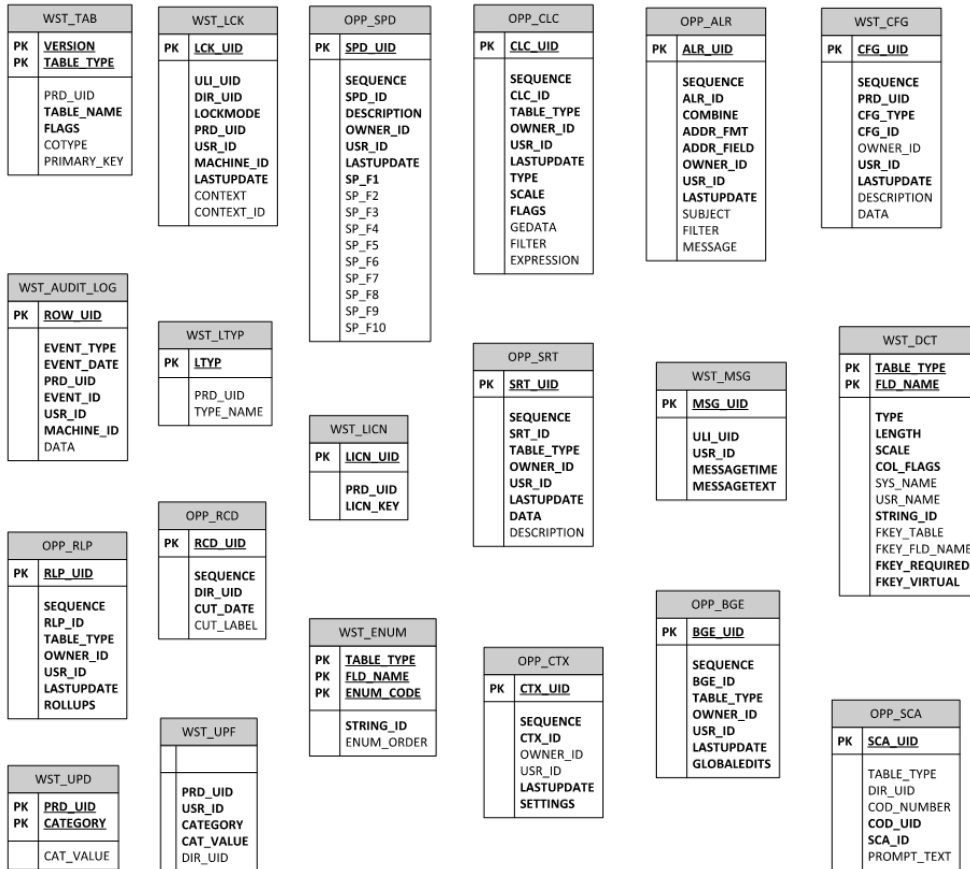 WST_TAB
PK VERSION
PK TABLE_TYPE
PRD_UID
TABLE_NAME
FLAGS
COTYPE
PRIMARY_KEY
WST_LCK
PK LCK_UID
ULI_UID
DIR_UID
LOCKMODE
PRD_UID
USR_ID
MACHINE_ID
LASTUPDATE
CONTEXT
CONTEXT_ID
OPP_SPD
PK SPD_UID
SEQUENCE
SPD_ID
DESCRIPTION
OWNER_ID
USR_ID
LASTUPDATE
SP_F1
SP_F2
SP_F3
SP_F4
SP_F5
SP_F6
SP_F7
SP_F8
SP_F9
SP_F10
OPP_CLC
PK CLC_UID
SEQUENCE
CLC_ID
TABLE_TYPE
OWNER_ID
USR_ID
LASTUPDATE
TYPE
SCALE
FLAGS
GEDATA
FILTER
EXPRESSION
OPP_ALR
PK ALR_UID
SEQUENCE
ALR_ID
COMBINE
ADDR_FMT
ADDR_FIELD
OWNER_ID
USR_ID
LASTUPDATE
SUBJECT
FILTER
MESSAGE
WST_CFG
PK CFG_UID
SEQUENCE
PRD_UID
CFG_TYPE
CFG_ID
OWNER_ID
USR_ID
LASTUPDATE
DESCRIPTION
DATA
WST_AUDIT_LOG
PK ROW_UID
EVENT_TYPE
EVENT_DATE
PRD_UID
EVENT_ID
USR_ID
MACHINE_ID
DATA
WST_LTYP
PK LTYP
PRD_UID
TYPE_NAME
WST_LICN
PK LICN_UID
PRD_UID
LICN_KEY
OPP_SRT
PK SRT_UID
SEQUENCE
SRT_ID
TABLE_TYPE
OWNER_ID
USR_ID
LASTUPDATE
DATA
DESCRIPTION
WST_MSG
PK MSG_UID
ULI_UID
USR_ID
MESSAGETIME
MESSAGETEXT
WST_DCT
PK TABLE_TYPE
PK FLD_NAME
TYPE
LENGTH
SCALE
COL_FLAGS
SYS_NAME
USR_NAME
STRING_ID
FKEY_TABLE
FKEY_FLD_NAME
FKEY_REQUIRED
FKEY_VIRTUAL
OPP_RLP
PK RLP_UID
SEQUENCE
RLP_ID
TABLE_TYPE
OWNER_ID
USR_ID
LASTUPDATE
ROLLUPS
OPP_RCD
PK RCD_UID
SEQUENCE
DIR_UID
CUT_DATE
CUT_LABEL
WST_ENUM
PK TABLE_TYPE
PK FLD_NAME
PK ENUM_CODE
STRING_ID
ENUM_ORDER
OPP_CTX
PK CTX_UID
SEQUENCE
CTX_ID
OWNER_ID
USR_ID
LASTUPDATE
SETTINGS
OPP_BGE
PK BGE_UID
SEQUENCE
BGE_ID
TABLE_TYPE
OWNER_ID
USR_ID
LASTUPDATE
GLOBALEDITS
WST_UPD
PK PRD_UID
PK CATEGORY
CAT_VALUE
WST_UPF
PRD_UID
USR_ID
CATEGORY
CAT_VALUE
DIR_UID
OPP_SCA
PK SCA_UID
TABLE_TYPE
DIR_UID
COD_NUMBER
COD_UID
SCA_ID
PROMPT_TEXT